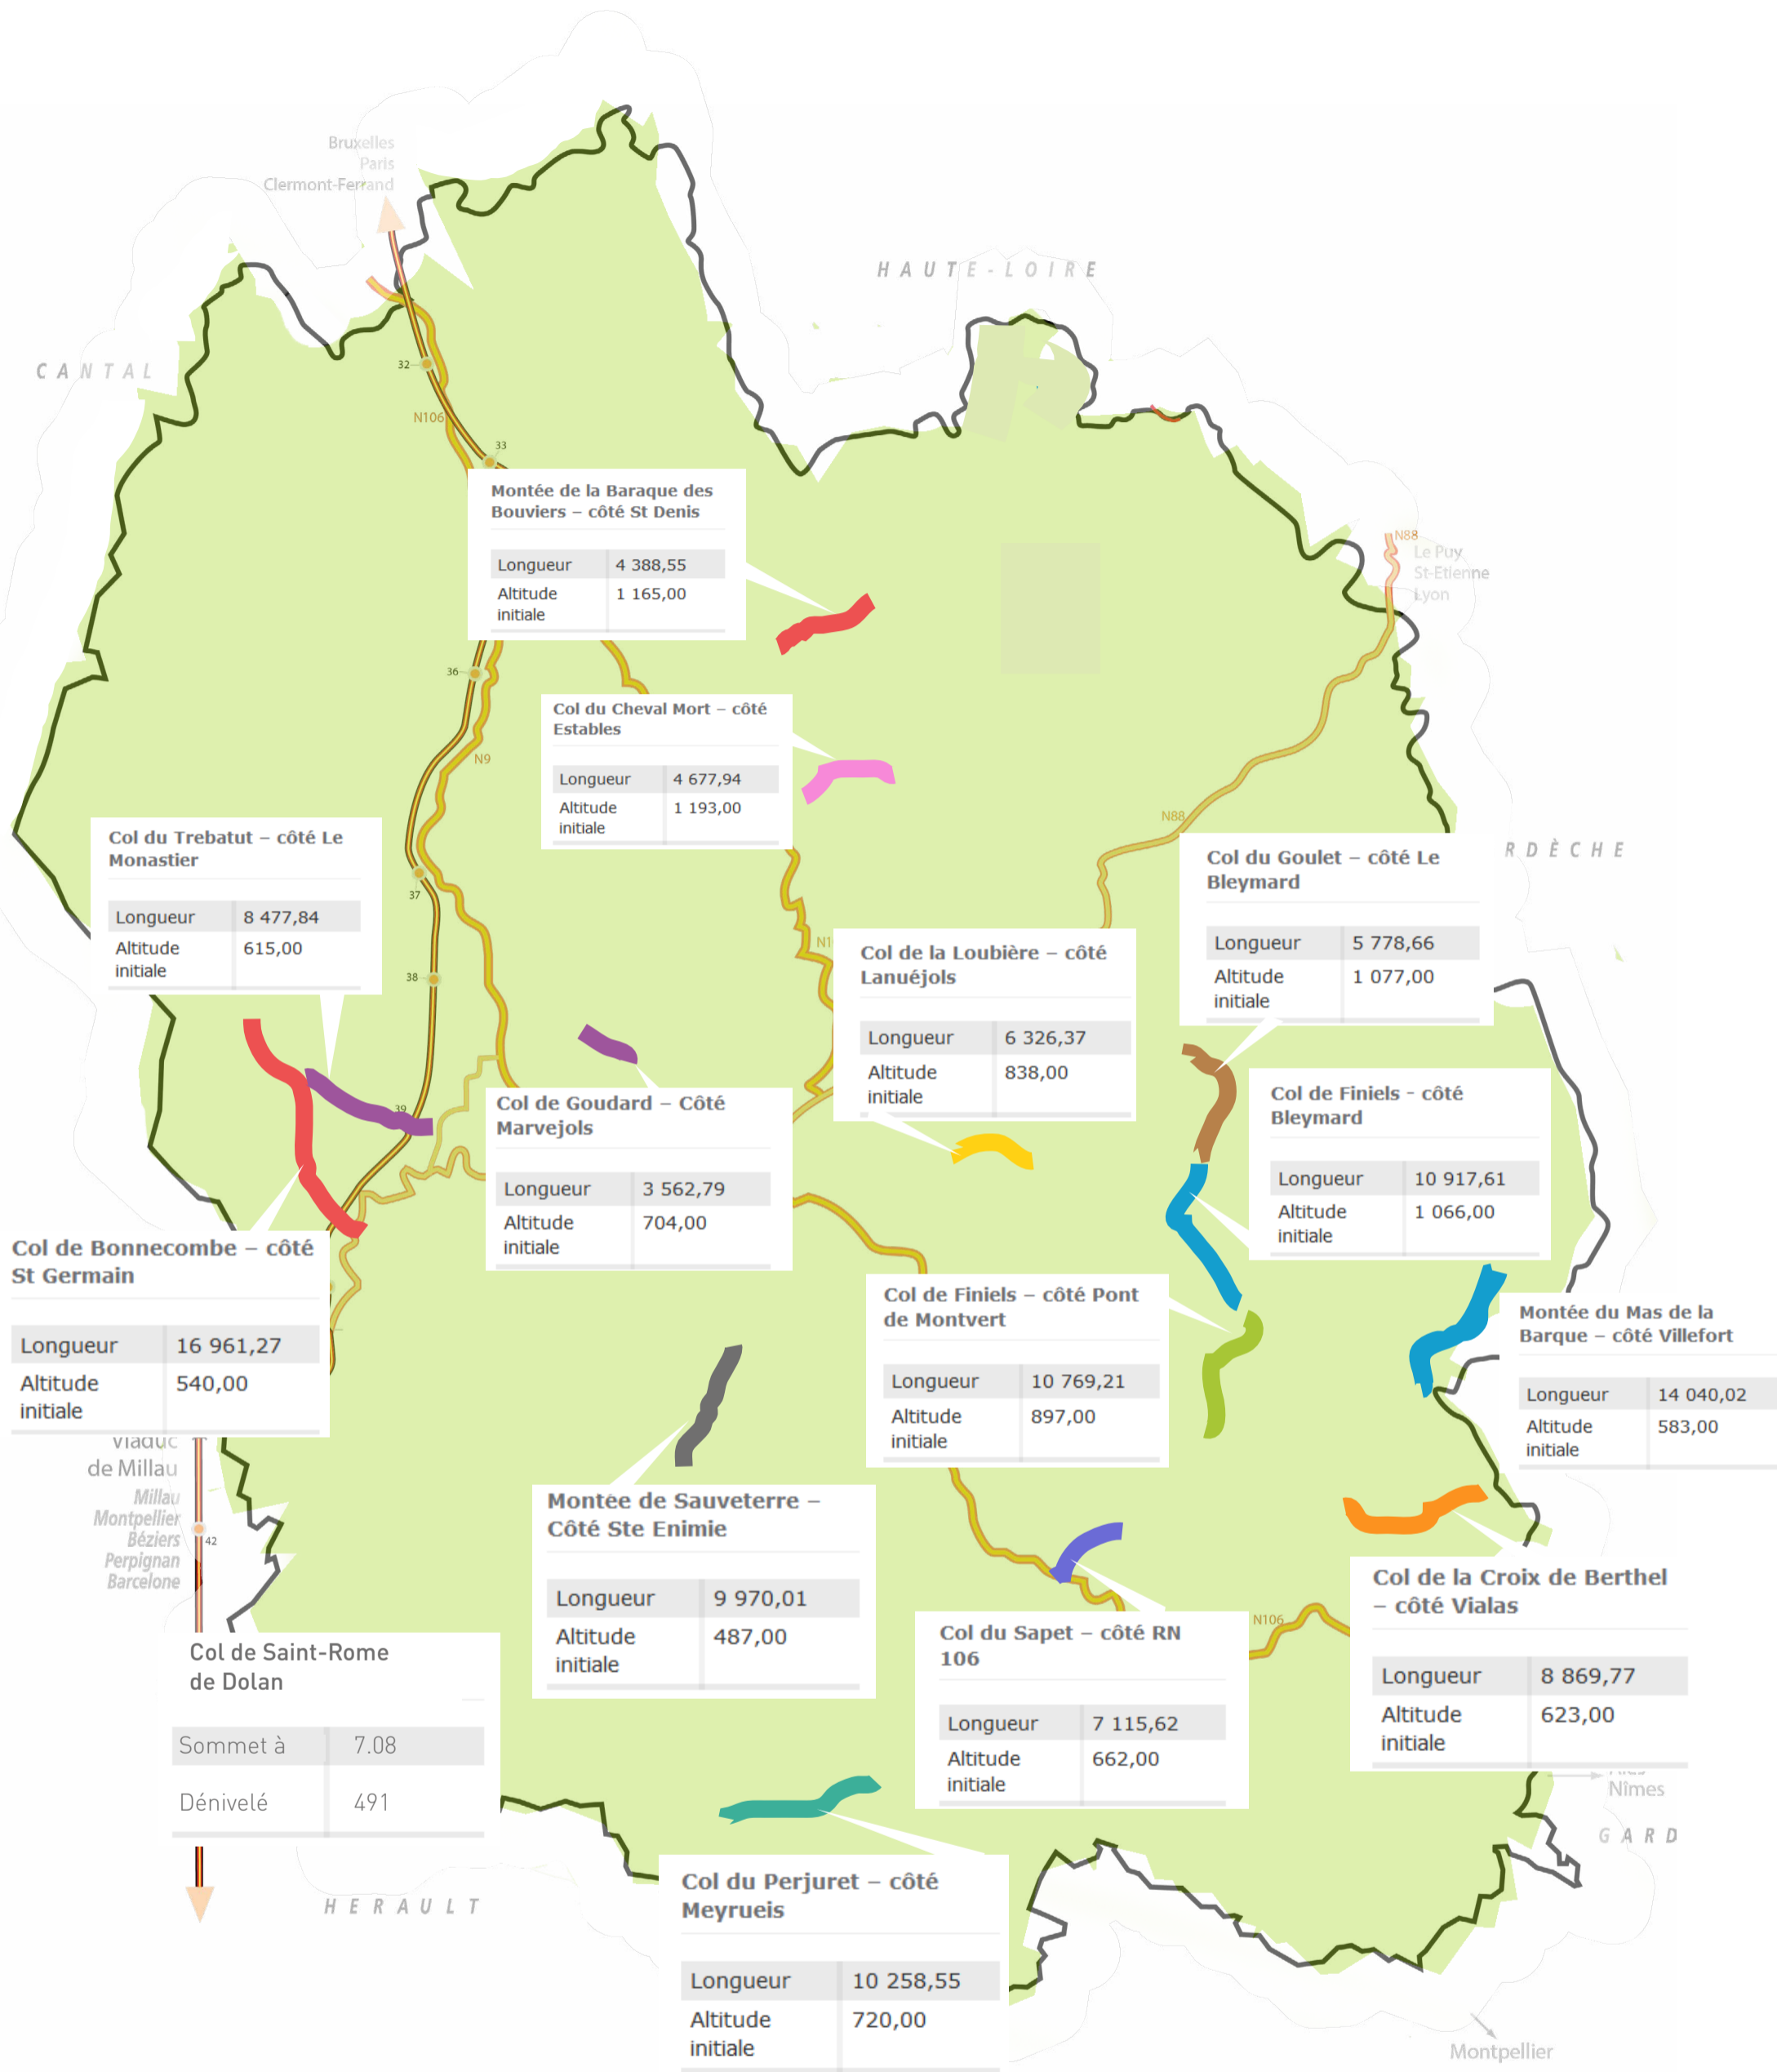 Bruxelles
Paris
Clermont-Ferrand
HAUTE-LOIRE
CANTAL
32
N106
33
Montée de la Baraque des
Bouviers – côté St Denis
Longueur 4 388,55
Altitude 1 165,00
initiale
N88
Le Puy
St-Etienne
Lyon
36
N9
Col du Cheval Mort – côté
Estables
Longueur 4 677,94
Altitude 1 193,00
initiale
N88
Col du Trebatut – côté Le
Monastier
Longueur 8 477,84
Altitude 615,00
initiale
37
38
39
Col du Goulet – côté Le
Bleymard
Longueur 5 778,66
Altitude 1 077,00
initiale
RDÈCHE
N1
Col de la Loubière – côté
Lanuéjols
Longueur 6 326,37
Altitude 838,00
initiale
Col de Finiels - côté
Bleymard
Longueur 10 917,61
Altitude 1 066,00
initiale
Col de Goudard – Côté
Marvejols
Longueur 3 562,79
Altitude 704,00
initiale
Col de Bonnecombe – côté
St Germain
Longueur 16 961,27
Altitude 540,00
initiale
Col de Finiels – côté Pont
de Montvert
Longueur 10 769,21
Altitude 897,00
initiale
Montée du Mas de la
Barque – côté Villefort
Longueur 14 040,02
Altitude 583,00
initiale
Viaduc
de Millau
Millau
Montpellier
Béziers
Perpignan
Barcelone
42
Montée de Sauveterre –
Côté Ste Enimie
Longueur 9 970,01
Altitude 487,00
initiale
Col de la Croix de Berthel
– côté Vialas
Longueur 8 869,77
Altitude 623,00
initiale
N106
Col du Sapet – côté RN
106
Longueur 7 115,62
Altitude 662,00
initiale
Col de Saint-Rome
de Dolan
Sommet à 7.08
Dénivelé 491
Nîmes
GARD
HERAULT
Col du Perjuret – côté
Meyrueis
Longueur 10 258,55
Altitude 720,00
initiale
Montpellier